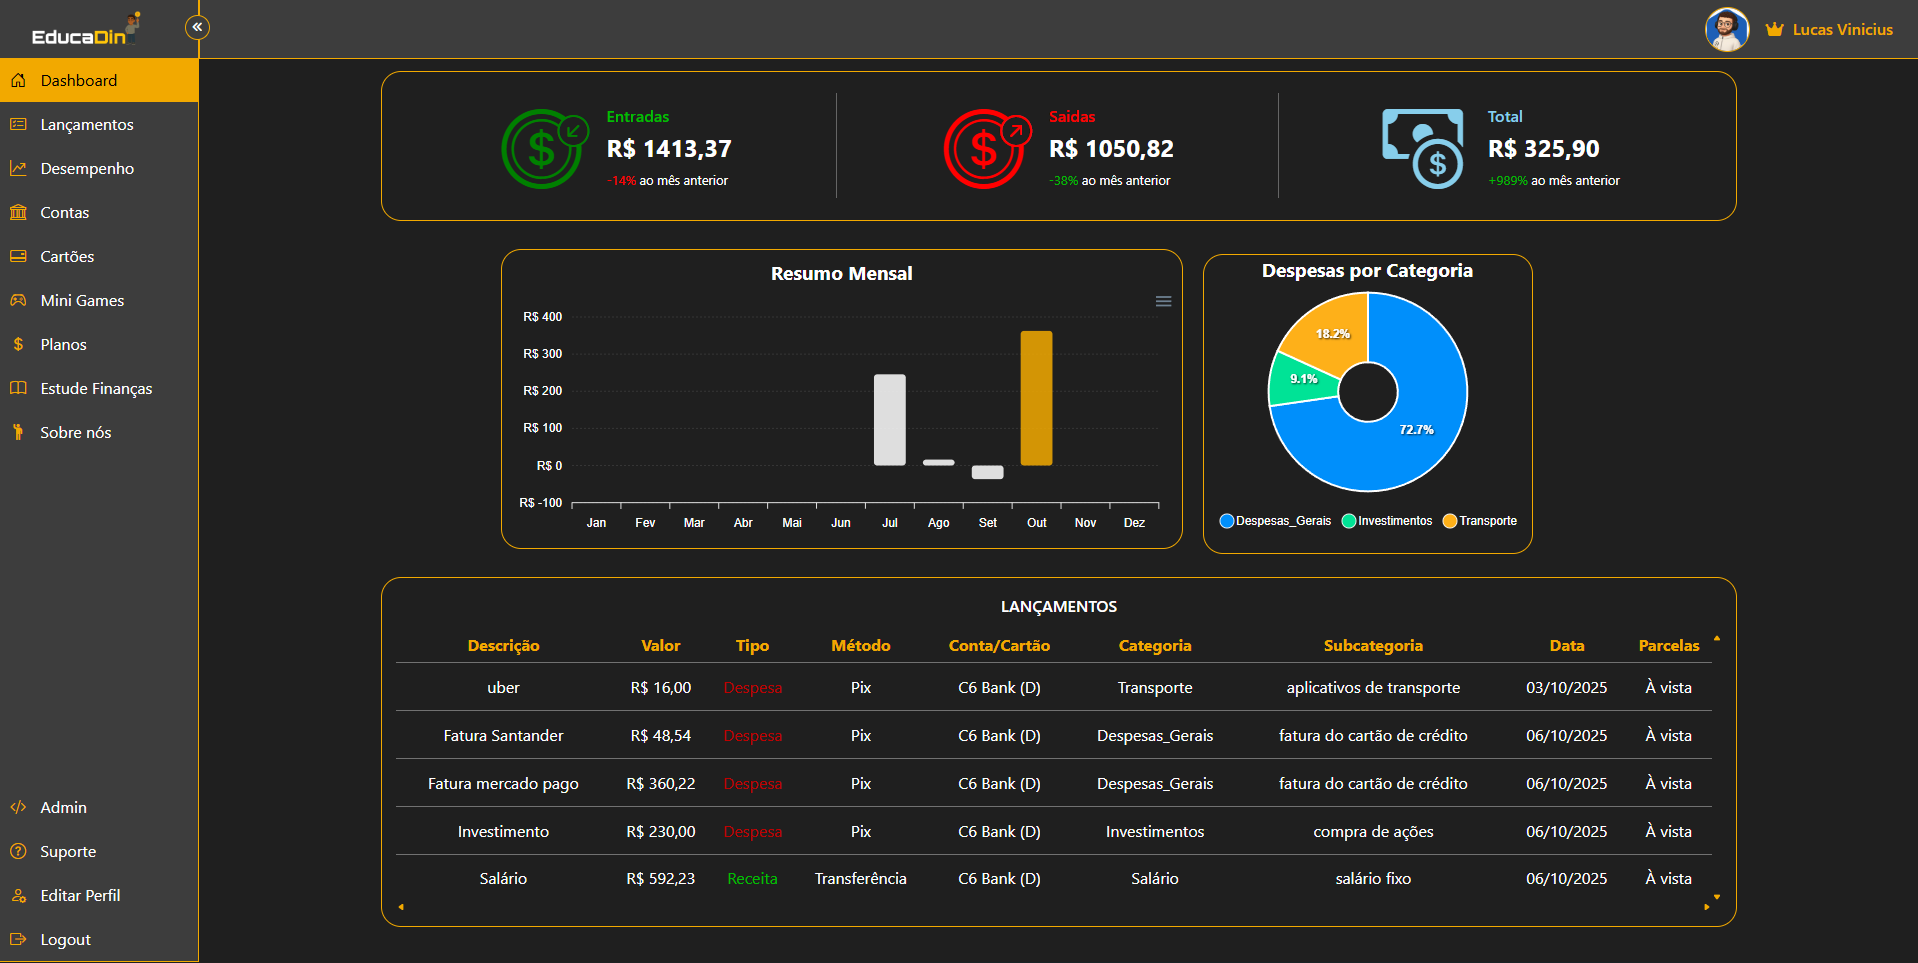 EducaDin
Lucas Vinicius
Dashboard
Lançamentos
Desempenho
Contas
Cartões
Mini Games
Planos
Estude Finanças
Sobre nós
Admin
Suporte
Editar Perfil
Logout
Entradas
R$ 1413,37
-14% ao mês anterior
Saidas
R$ 1050,82
-38% ao mês anterior
Total
R$ 325,90
+989% ao mês anterior
Resumo Mensal
R$ 400
R$ 300
R$ 200
R$ 100
R$ 0
R$ -100
Jan Fev Mar Abr Mai Jun Jul Ago Set Out Nov Dez
Despesas por Categoria
18.2%
9.1%
72.7%
Despesas_Gerais Investimentos Transporte
LANÇAMENTOS
Descrição Valor Tipo Método Conta/Cartão Categoria Subcategoria Data Parcelas
uber R$ 16,00 Despesa Pix C6 Bank (D) Transporte aplicativos de transporte 03/10/2025 À vista
Fatura Santander R$ 48,54 Despesa Pix C6 Bank (D) Despesas_Gerais fatura do cartão de crédito 06/10/2025 À vista
Fatura mercado pago R$ 360,22 Despesa Pix C6 Bank (D) Despesas_Gerais fatura do cartão de crédito 06/10/2025 À vista
Investimento R$ 230,00 Despesa Pix C6 Bank (D) Investimentos compra de ações 06/10/2025 À vista
Salário R$ 592,23 Receita Transferência C6 Bank (D) Salário salário fixo 06/10/2025 À vista